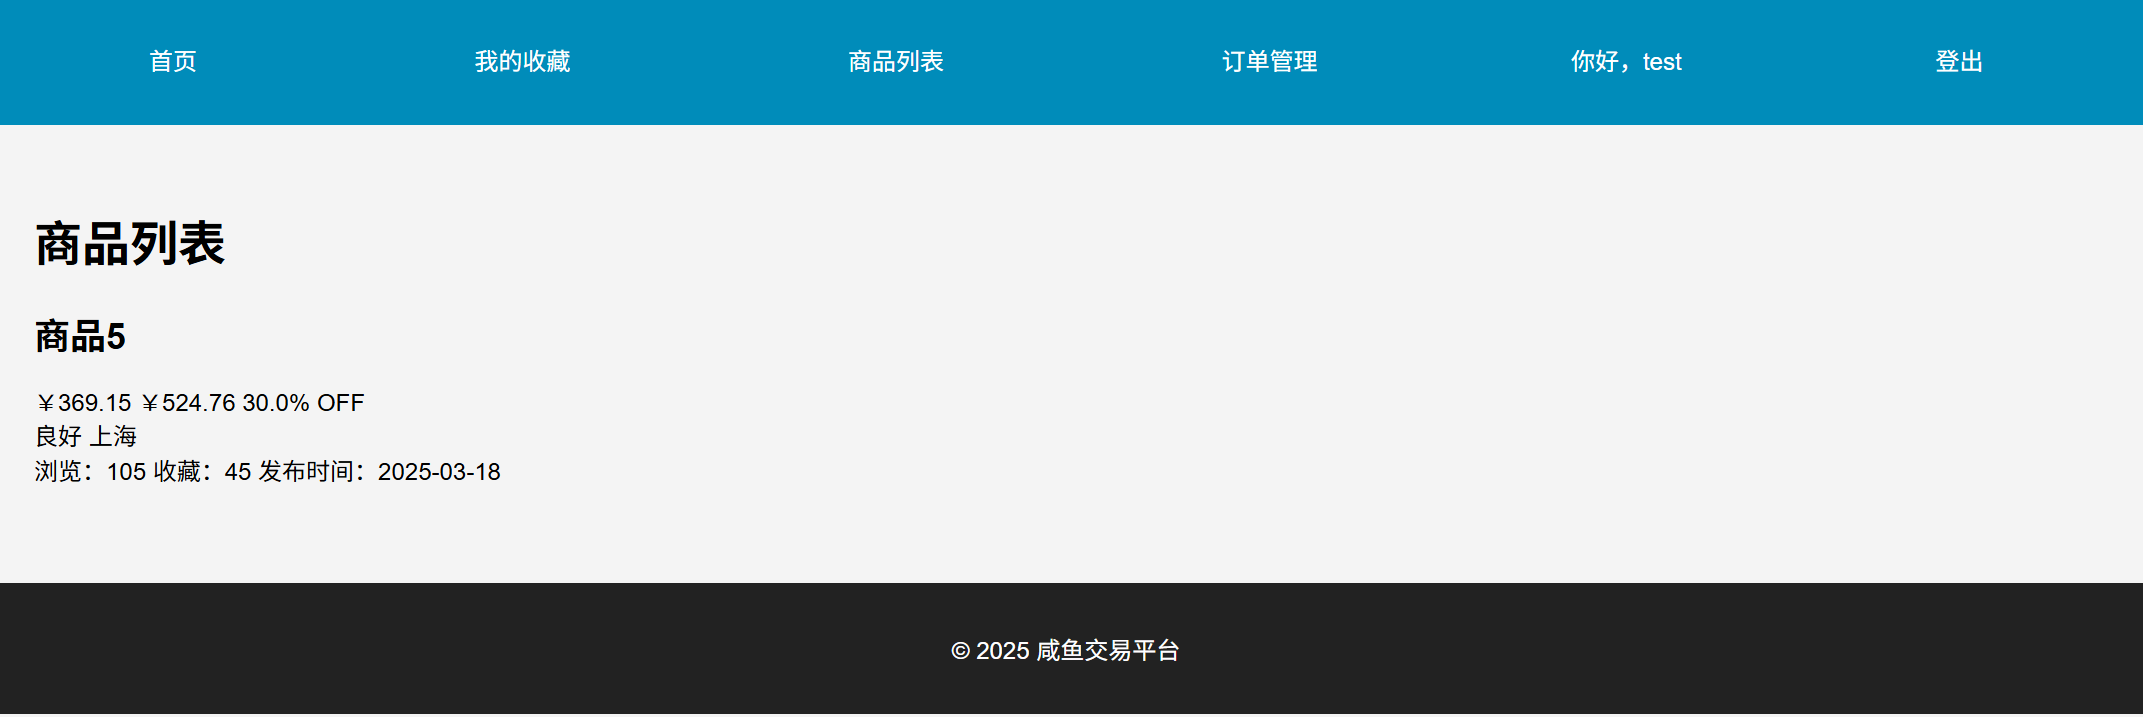 首页 我的收藏 商品列表 订单管理 你好，test 登出
商品列表
商品5
￥369.15 ￥524.76 30.0% OFF
良好 上海
浏览：105 收藏：45 发布时间：2025-03-18
© 2025 咸鱼交易平台